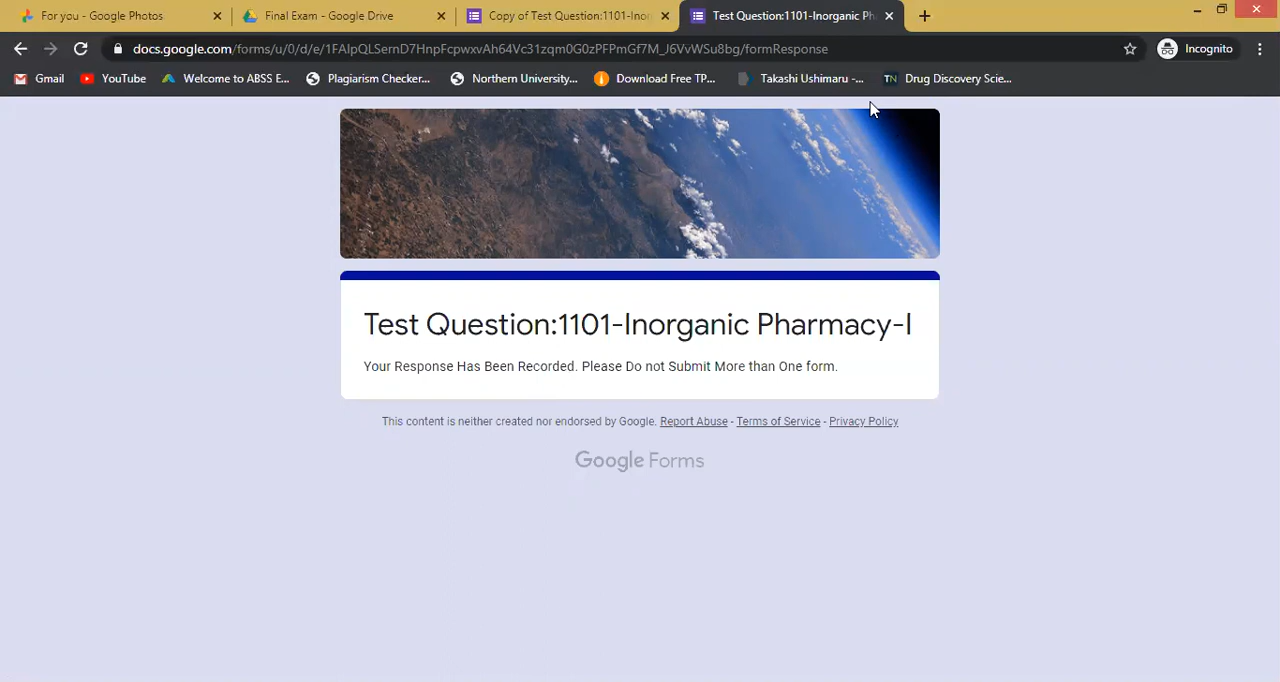 For you - Google Photos
Final Exam - Google Drive
Copy of Test Question:1101-Inor
Test Question:1101-Inorganic Ph
docs.google.com/forms/u/0/d/e/1FAIpQLSernD7HnpFcpwxvAh64Vc31zqm0G0zPFPmGf7M_J6VvWSu8bg/formResponse
Incognito
Gmail
YouTube
Welcome to ABSS E...
Plagiarism Checker...
Northern University...
Download Free TP...
Takashi Ushimaru -...
TN
Drug Discovery Scie...
Test Question:1101-Inorganic Pharmacy-I
Your Response Has Been Recorded. Please Do not Submit More than One form.
This content is neither created nor endorsed by Google. Report Abuse - Terms of Service - Privacy Policy
Google Forms